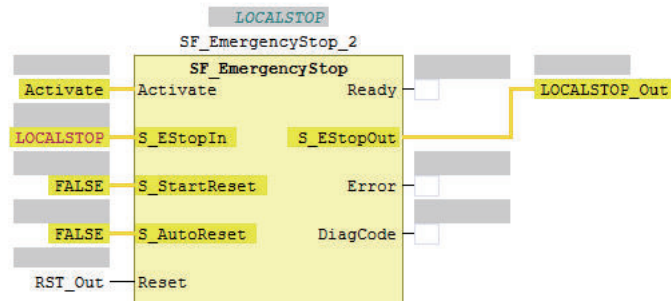 LOCALSTOP
SF_EmergencyStop_2
SF_EmergencyStop
Activate Activate Ready LOCALSTOP_Out
LOCALSTOP S_EStopIn S_EStopOut
FALSE S_StartReset Error
FALSE S_AutoReset DiagCode
RST_Out Reset